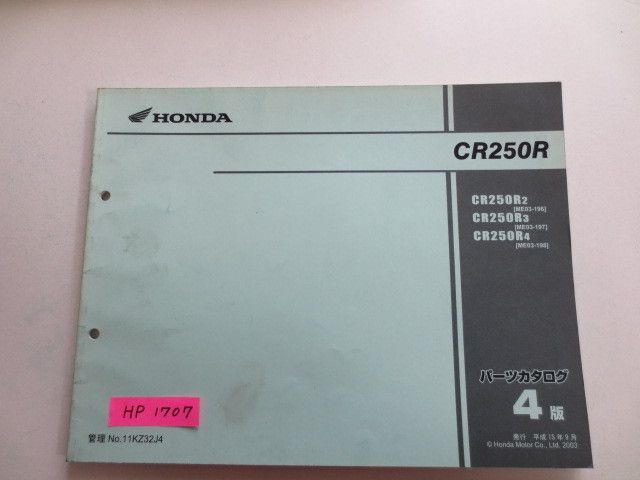 HONDA
CR250R
CR250R2
[ME03-196]
CR250R3
[ME03-197]
CR250R4
[ME03-198]
パーツカタログ
4版
発行 平成15年9月
© Honda Motor Co., Ltd. 2003
HP 1707
管理 No.11KZ32J4